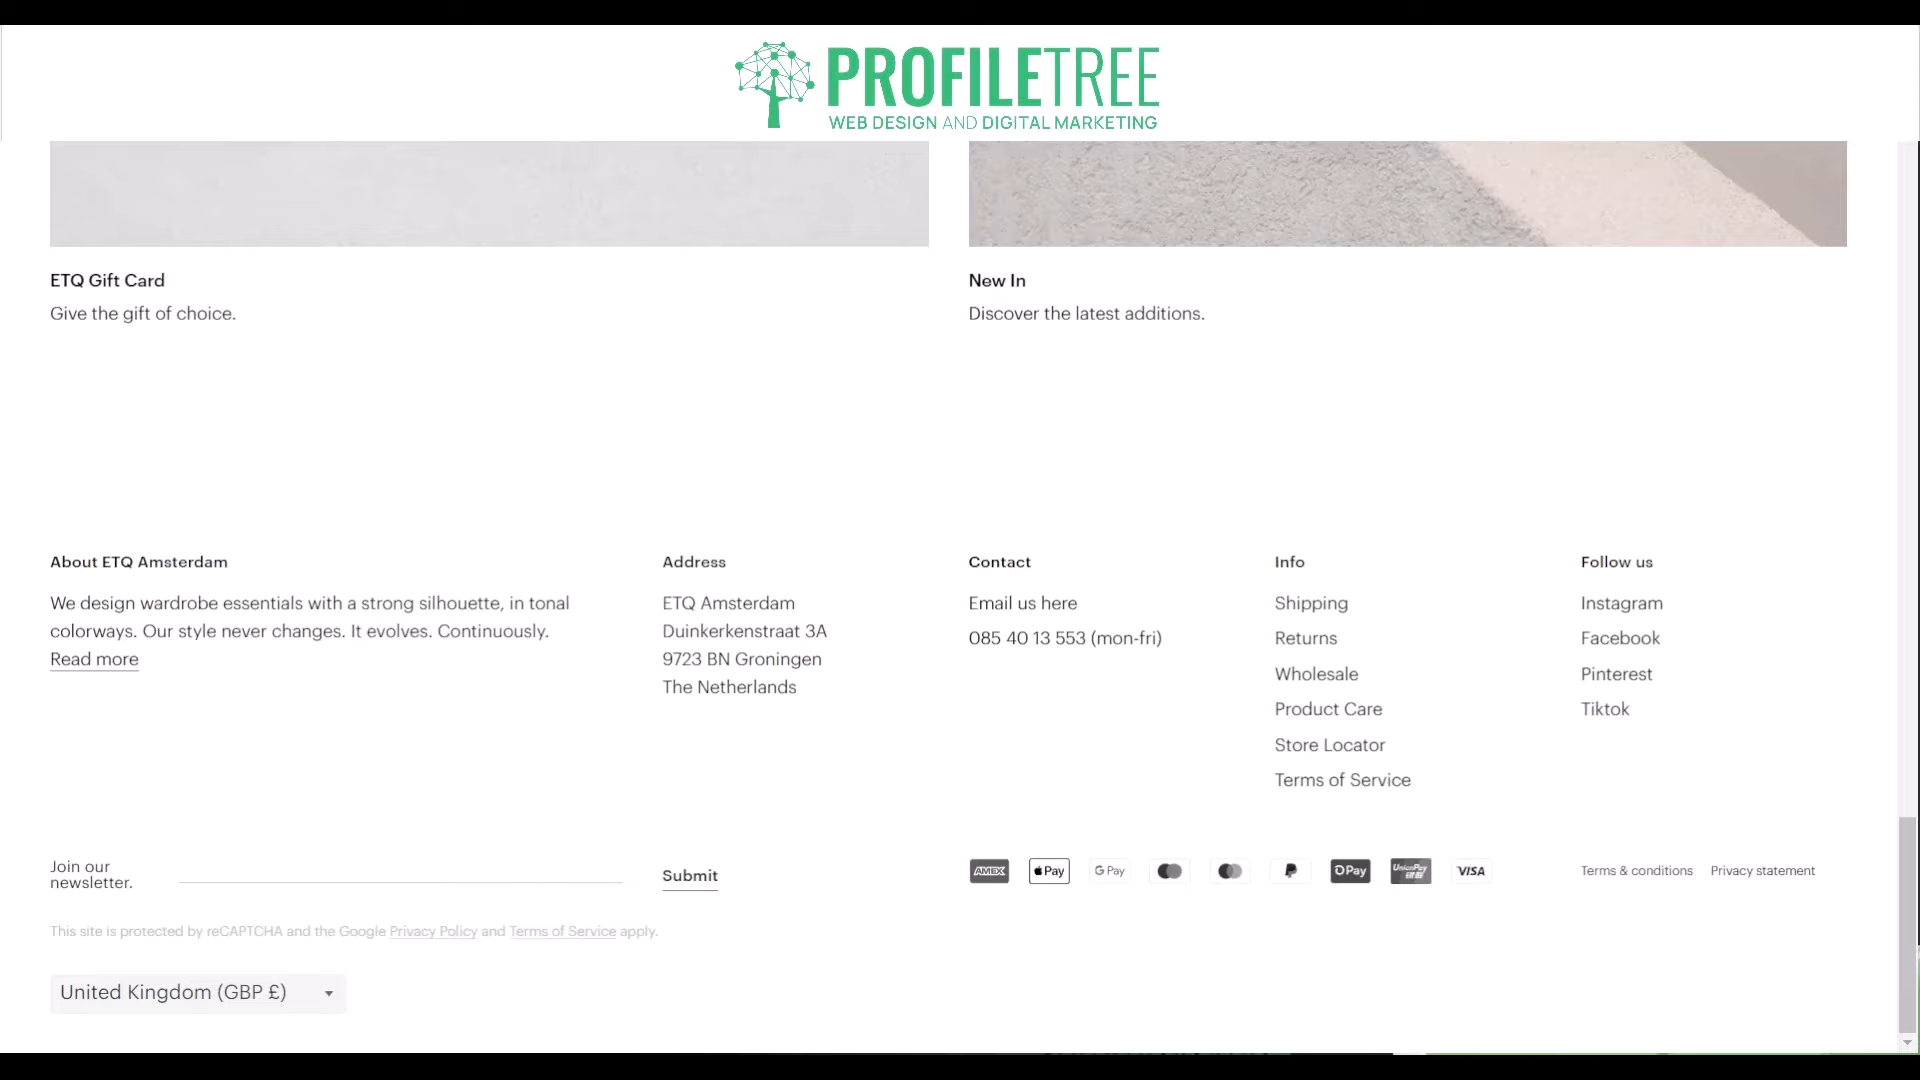 PROFILETREE
WEB DESIGN AND DIGITAL MARKETING
ETQ Gift Card
Give the gift of choice.
New In
Discover the latest additions.
About ETQ Amsterdam
We design wardrobe essentials with a strong silhouette, in tonal
colorways. Our style never changes. It evolves. Continuously.
Read more
Address
ETQ Amsterdam
Duinkerkenstraat 3A
9723 BN Groningen
The Netherlands
Contact
Email us here
085 40 13 553 (mon-fri)
Info
Shipping
Returns
Wholesale
Product Care
Store Locator
Terms of Service
Follow us
Instagram
Facebook
Pinterest
Tiktok
Join our
newsletter.
Submit
AMEX
Pay
G Pay
Pay
UnionPay
银联
VISA
Terms & conditions Privacy statement
This site is protected by reCAPTCHA and the Google Privacy Policy and Terms of Service apply.
United Kingdom (GBP £)